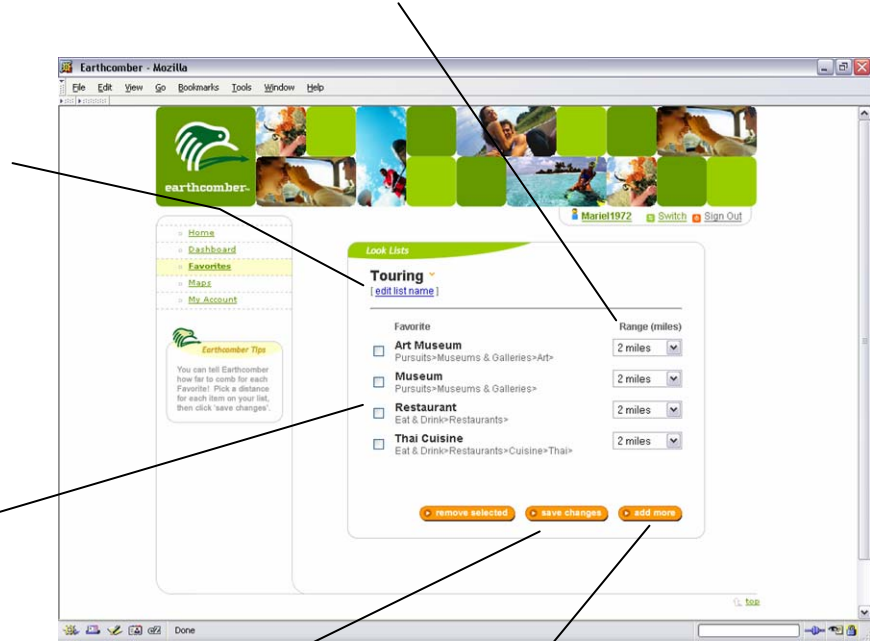 Earthcomber - Mozilla
File Edit View Go Bookmarks Tools Window Help
earthcomber
Mariel1972 Switch Sign Out
Home
Dashboard
Favorites
Maps
My Account
Earthcomber Tips
You can tell Earthcomber
how far to comb for each
Favorite! Pick a distance
for each item on your list,
then click 'save changes'.
Look Lists
Touring
[ edit list name ]
Favorite Range (miles)
Art Museum 2 miles
Pursuits>Museums & Galleries>Art>
Museum 2 miles
Pursuits>Museums & Galleries>
Restaurant 2 miles
Eat & Drink>Restaurants>
Thai Cuisine 2 miles
Eat & Drink>Restaurants>Cuisine>Thai>
remove selected save changes add more
top
Done